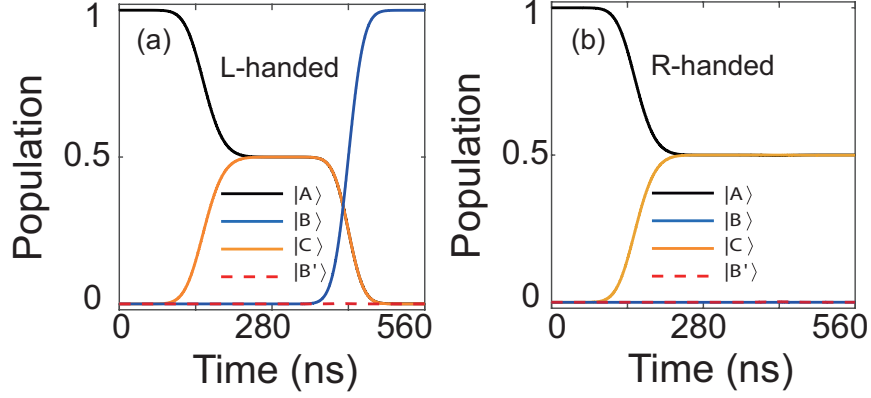 (a)
L-handed
Population
1
0.5
0
|A⟩
|B⟩
|C⟩
|B'⟩
0
280
560
Time (ns)
(b)
R-handed
Population
1
0.5
0
|A⟩
|B⟩
|C⟩
|B'⟩
0
280
560
Time (ns)